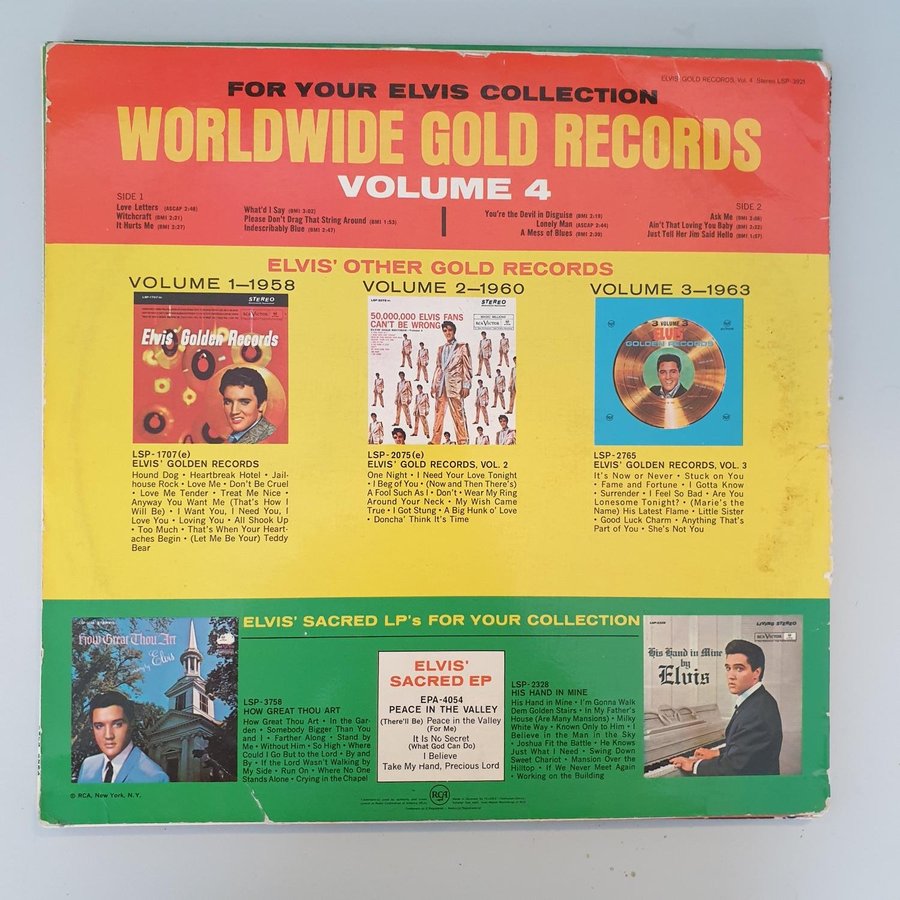 ELVIS' GOLD RECORDS, Vol. 4 Stereo LSP-3921
FOR YOUR ELVIS COLLECTION
WORLDWIDE GOLD RECORDS
VOLUME 4
SIDE 1
Love Letters (ASCAP 2:48)
Witchcraft (BMI 2:21)
It Hurts Me (BMI 2:27)
What'd I Say (BMI 3:02)
Please Don't Drag That String Around (BMI 1:53)
Indescribably Blue (BMI 2:47)
SIDE 2
You're the Devil in Disguise (BMI 2:19)
Lonely Man (ASCAP 2:44)
A Mess of Blues (BMI 2:39)
Ask Me (BMI 2:08)
Ain't That Loving You Baby (BMI 2:22)
Just Tell Her Jim Said Hello (BMI 1:57)
ELVIS' OTHER GOLD RECORDS
VOLUME 1—1958
STEREO
RCA VICTOR
Elvis' Golden Records
LSP-1707(e)
ELVIS' GOLDEN RECORDS
Hound Dog • Heartbreak Hotel • Jail-
house Rock • Love Me • Don't Be Cruel
• Love Me Tender • Treat Me Nice •
Anyway You Want Me (That's How I
Will Be) • I Want You, I Need You, I
Love You • Loving You • All Shook Up
• Too Much • That's When Your Heart-
aches Begin • (Let Me Be Your) Teddy
Bear
VOLUME 2—1960
STEREO
RCA VICTOR
50,000,000 ELVIS FANS
CAN'T BE WRONG
LSP-2075(e)
ELVIS' GOLD RECORDS, VOL. 2
One Night • I Need Your Love Tonight
• I Beg of You • (Now and Then There's)
A Fool Such As I • Don't • Wear My Ring
Around Your Neck • My Wish Came
True • I Got Stung • A Big Hunk o' Love
• Doncha' Think It's Time
VOLUME 3—1963
3 VOLUME 3
ELVIS'
GOLDEN RECORDS
LSP-2765
ELVIS' GOLDEN RECORDS, VOL. 3
It's Now or Never • Stuck on You
• Fame and Fortune • I Gotta Know
• Surrender • I Feel So Bad • Are You
Lonesome Tonight? • (Marie's the
Name) His Latest Flame • Little Sister
• Good Luck Charm • Anything That's
Part of You • She's Not You
ELVIS' SACRED LP's FOR YOUR COLLECTION
How Great Thou Art
Elvis
LSP-3758
HOW GREAT THOU ART
How Great Thou Art • In the Gar-
den • Somebody Bigger Than You
and I • Farther Along • Stand by
Me • Without Him • So High • Where
Could I Go But to the Lord • By and
By • If the Lord Wasn't Walking by
My Side • Run On • Where No One
Stands Alone • Crying in the Chapel
ELVIS'
SACRED EP
EPA-4054
PEACE IN THE VALLEY
(There'll Be) Peace in the Valley
(For Me)
It Is No Secret
(What God Can Do)
I Believe
Take My Hand, Precious Lord
LSP-2328
HIS HAND IN MINE
His Hand in Mine • I'm Gonna Walk
Dem Golden Stairs • In My Father's
House (Are Many Mansions) • Milky
White Way • Known Only to Him • I
Believe in the Man in the Sky
• Joshua Fit the Battle • He Knows
Just What I Need • Swing Down
Sweet Chariot • Mansion Over the
Hilltop • If We Never Meet Again
• Working on the Building
LIVING STEREO
RCA VICTOR
His Hand in Mine
by
Elvis
© RCA, New York, N.Y.
RCA